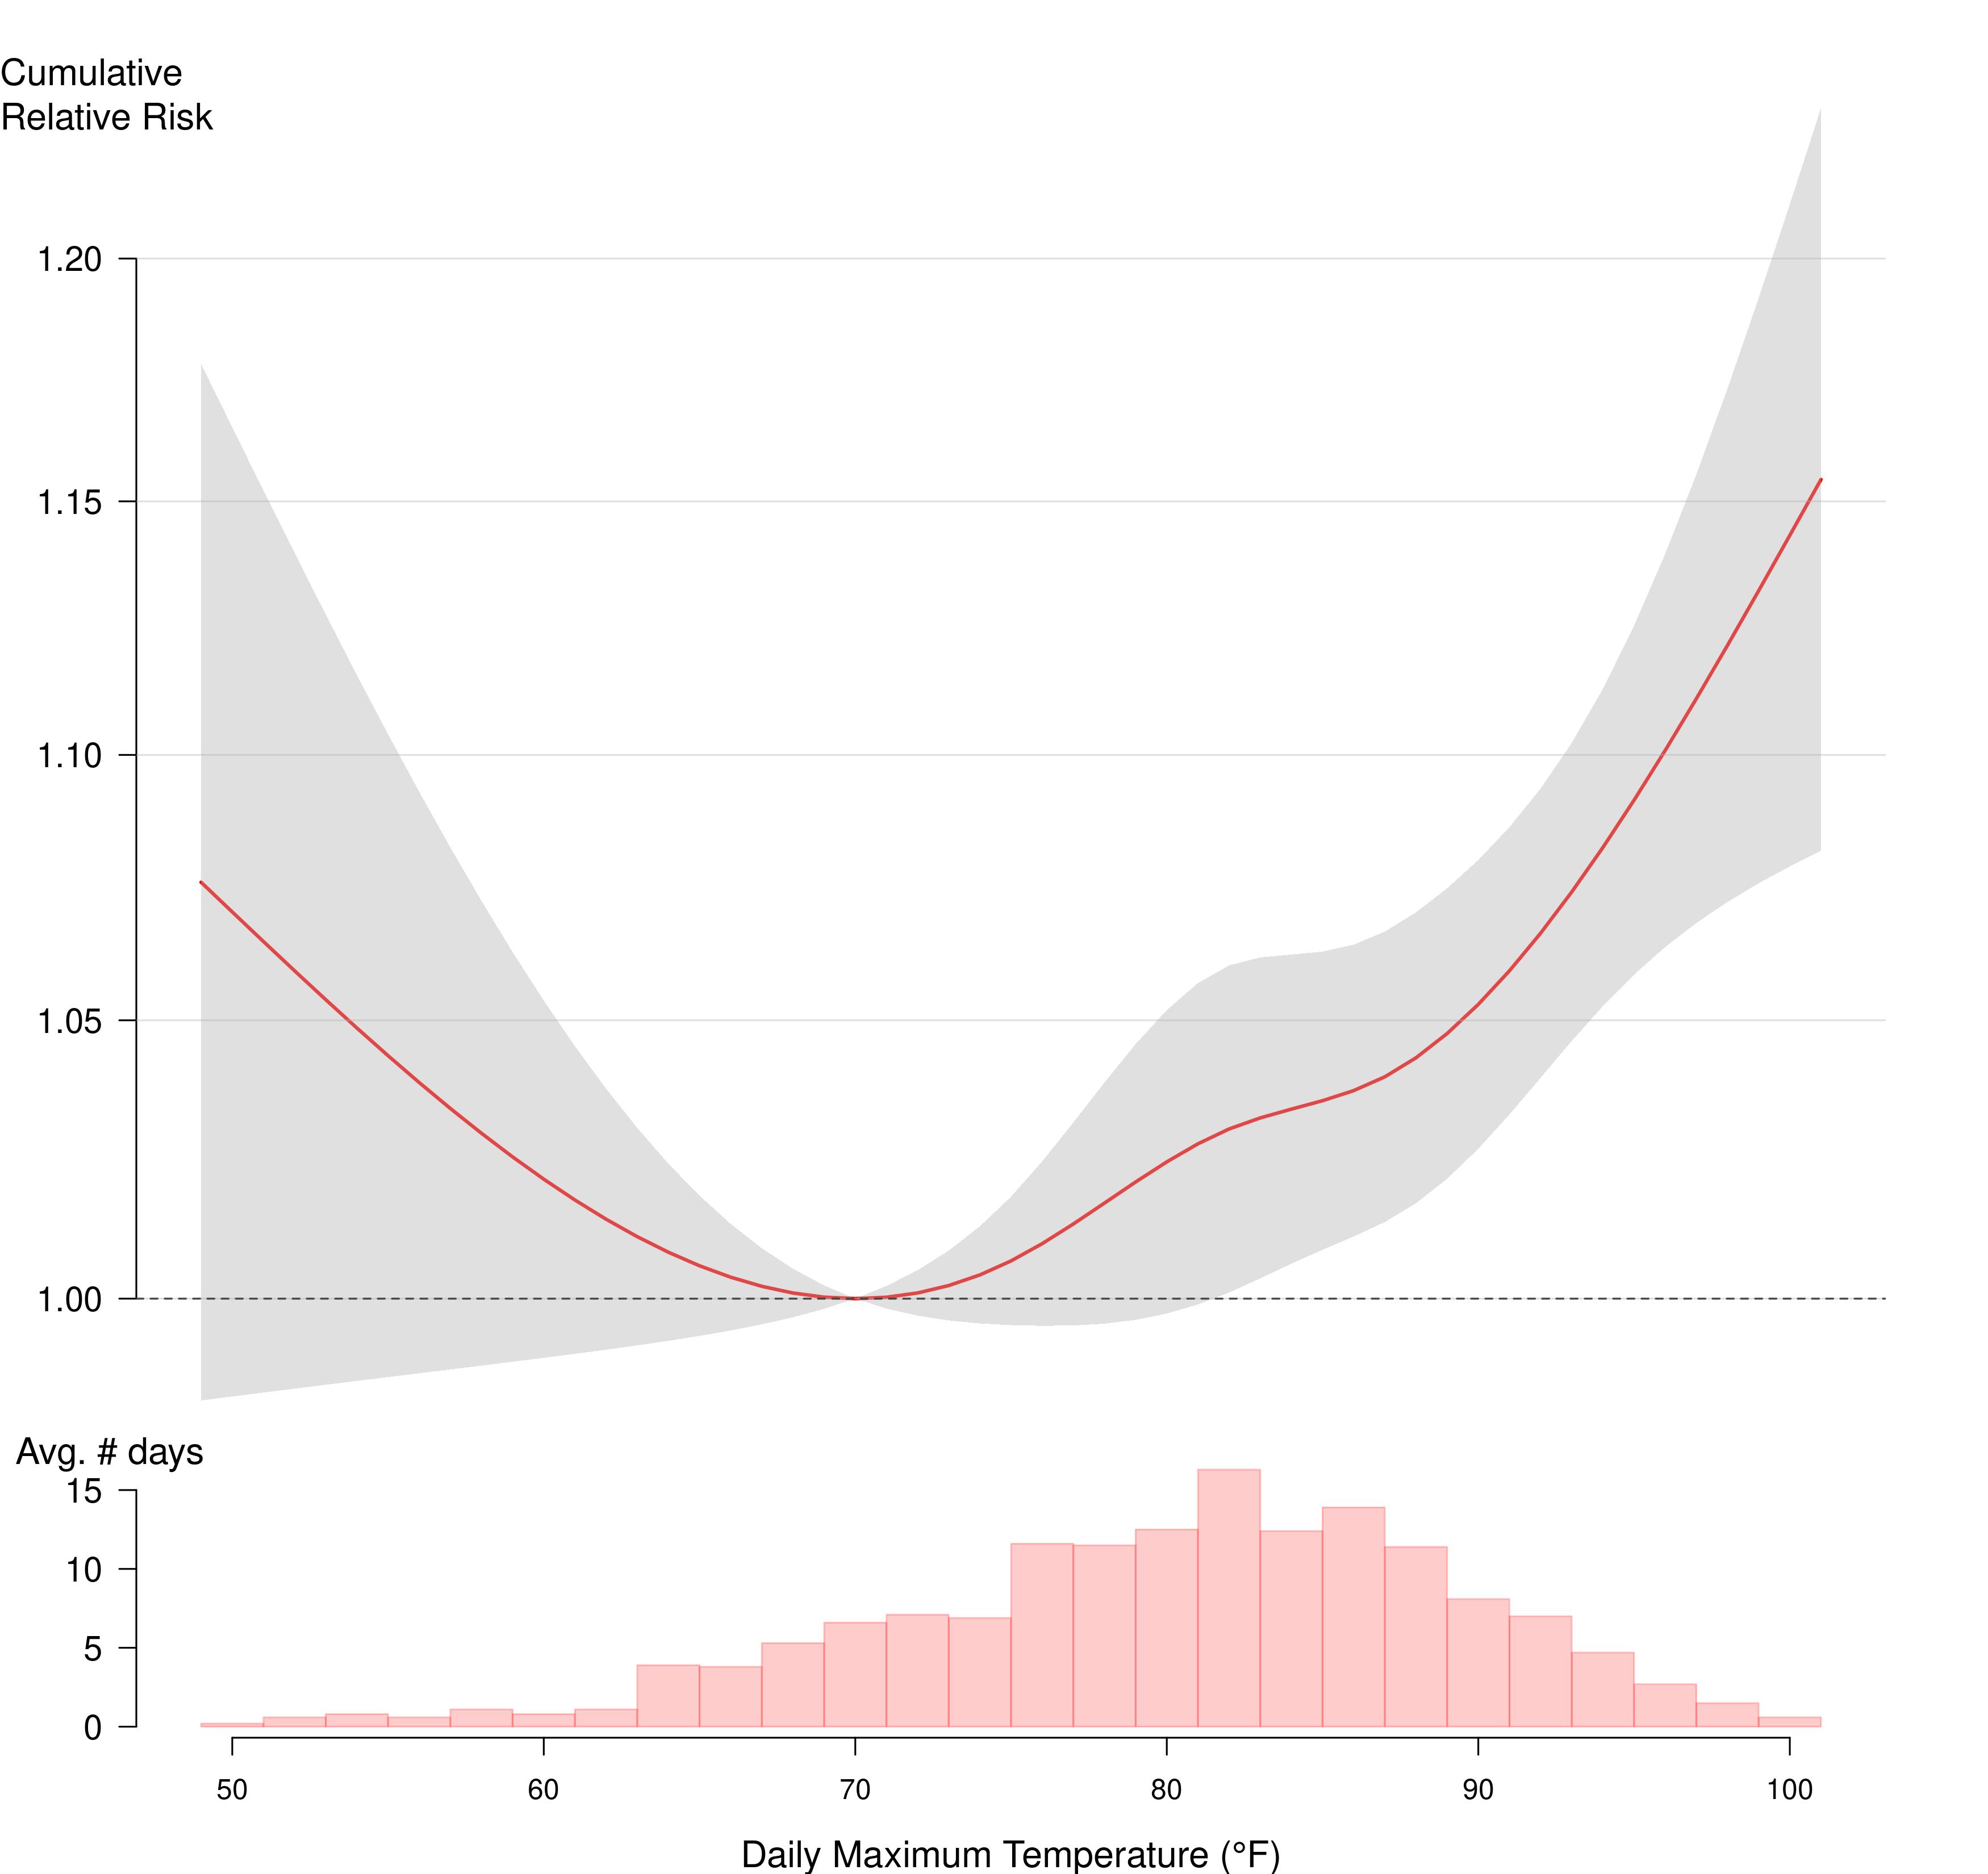 Cumulative
Relative Risk
1.20
1.15
1.10
1.05
1.00
Avg. # days
15
10
5
0
50 60 70 80 90 100
Daily Maximum Temperature (°F)